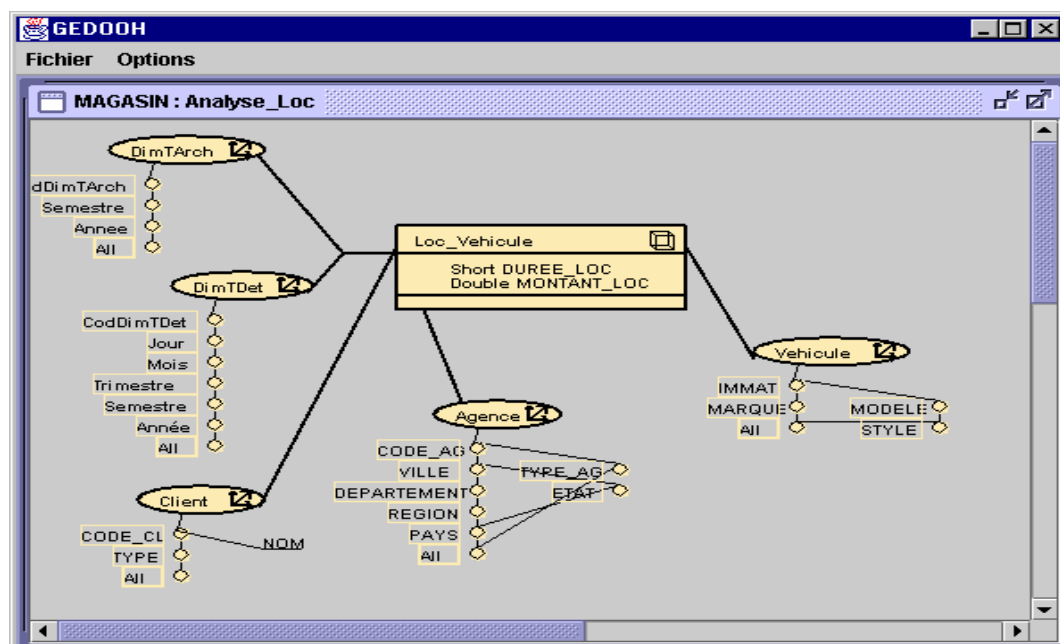 GEDOOH
Fichier Options
MAGASIN : Analyse_Loc
DimTArch
dDimTArch
Semestre
Annee
All
Loc_Vehicule
Short DUREE_LOC
Double MONTANT_LOC
DimTDet
CodDimTDet
Jour
Mois
Trimestre
Semestre
Année
All
Vehicule
IMMAT
MARQUE MODELE
All STYLE
Agence
CODE_AG
VILLE TYPE_AG
DEPARTEMENT ETAT
REGION
PAYS
All
Client
CODE_CL NOM
TYPE
All